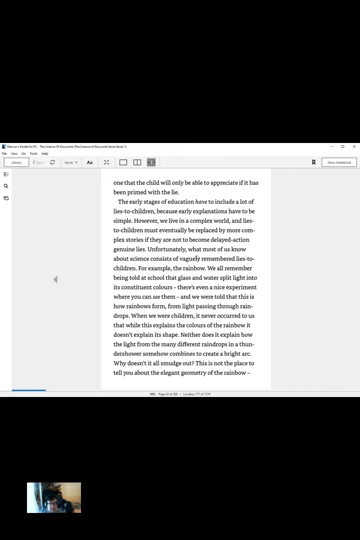 Library
Go to
Aa
Show Notebook
one that the child will only be able to appreciate if it has
been primed with the lie.
The early stages of education have to include a lot of
lies-to-children, because early explanations have to be
simple. However, we live in a complex world, and lies-
to-children must eventually be replaced by more com-
plex stories if they are not to become delayed-action
genuine lies. Unfortunately, what most of us know
about science consists of vaguely remembered lies-to-
children. For example, the rainbow. We all remember
being told at school that glass and water split light into
its constituent colours – there's even a nice experiment
where you can see them – and we were told that this is
how rainbows form, from light passing through rain-
drops. When we were children, it never occurred to us
that while this explains the colours of the rainbow it
doesn't explain its shape. Neither does it explain how
the light from the many different raindrops in a thun-
dershower somehow combines to create a bright arc.
Why doesn't it all smudge out? This is not the place to
tell you about the elegant geometry of the rainbow –